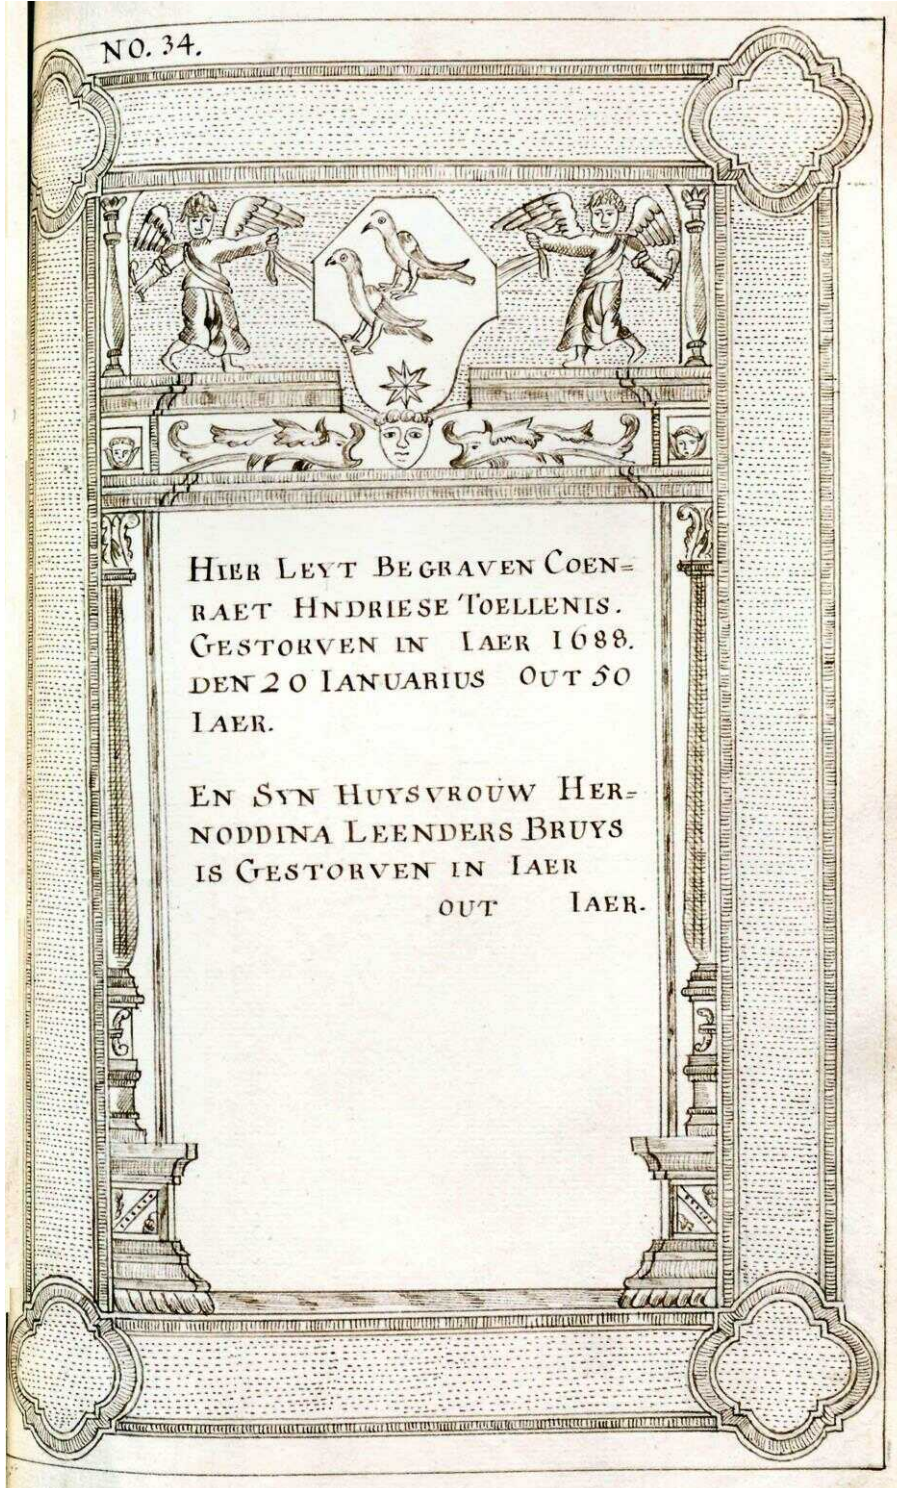 NO. 34.
HIER LEYT BEGRAVEN COEN=
RAET HNDRIESE TOELLENIS.
GESTORVEN IN IAER 1688.
DEN 20 IANUARIUS OUT 50
IAER.
EN SYN HUYSVROUW HER=
NODDINA LEENDERS BRUYS
IS GESTORVEN IN IAER
OUT IAER.